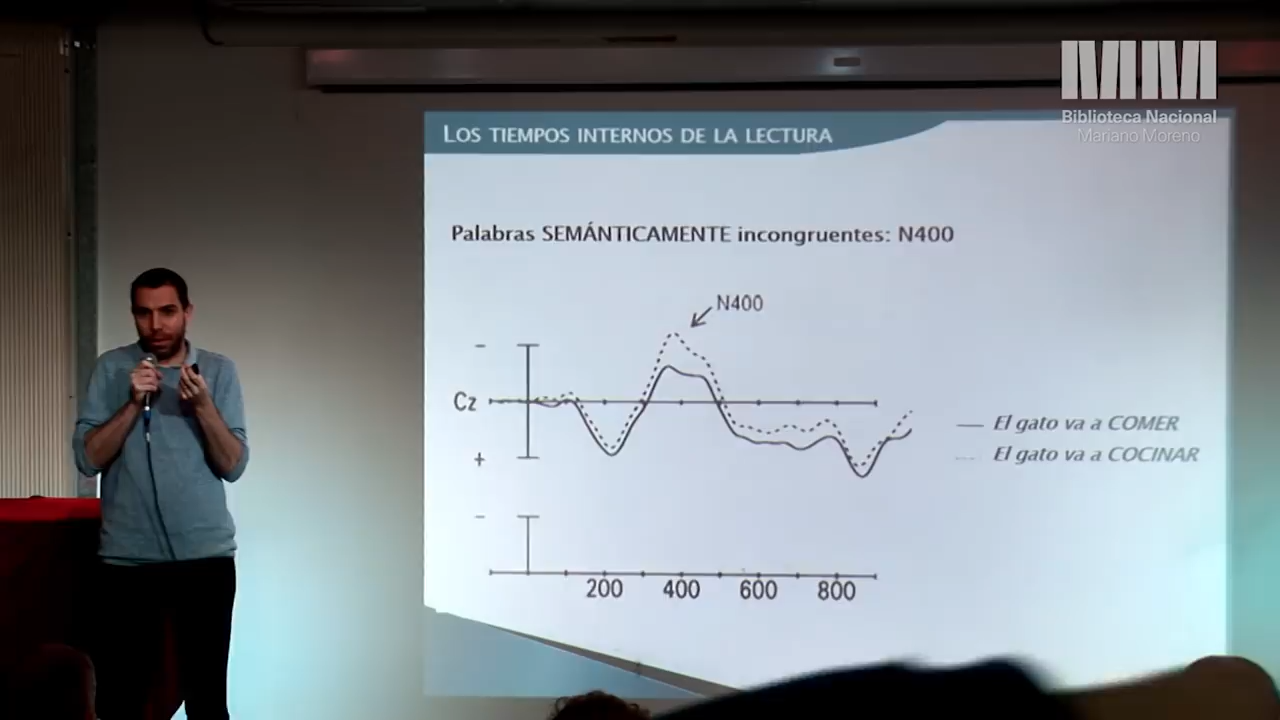 Biblioteca Nacional
Mariano Moreno
LOS TIEMPOS INTERNOS DE LA LECTURA
Palabras SEMÁNTICAMENTE incongruentes: N400
N400
-
Cz
+
El gato va a COMER
El gato va a COCINAR
-
200 400 600 800